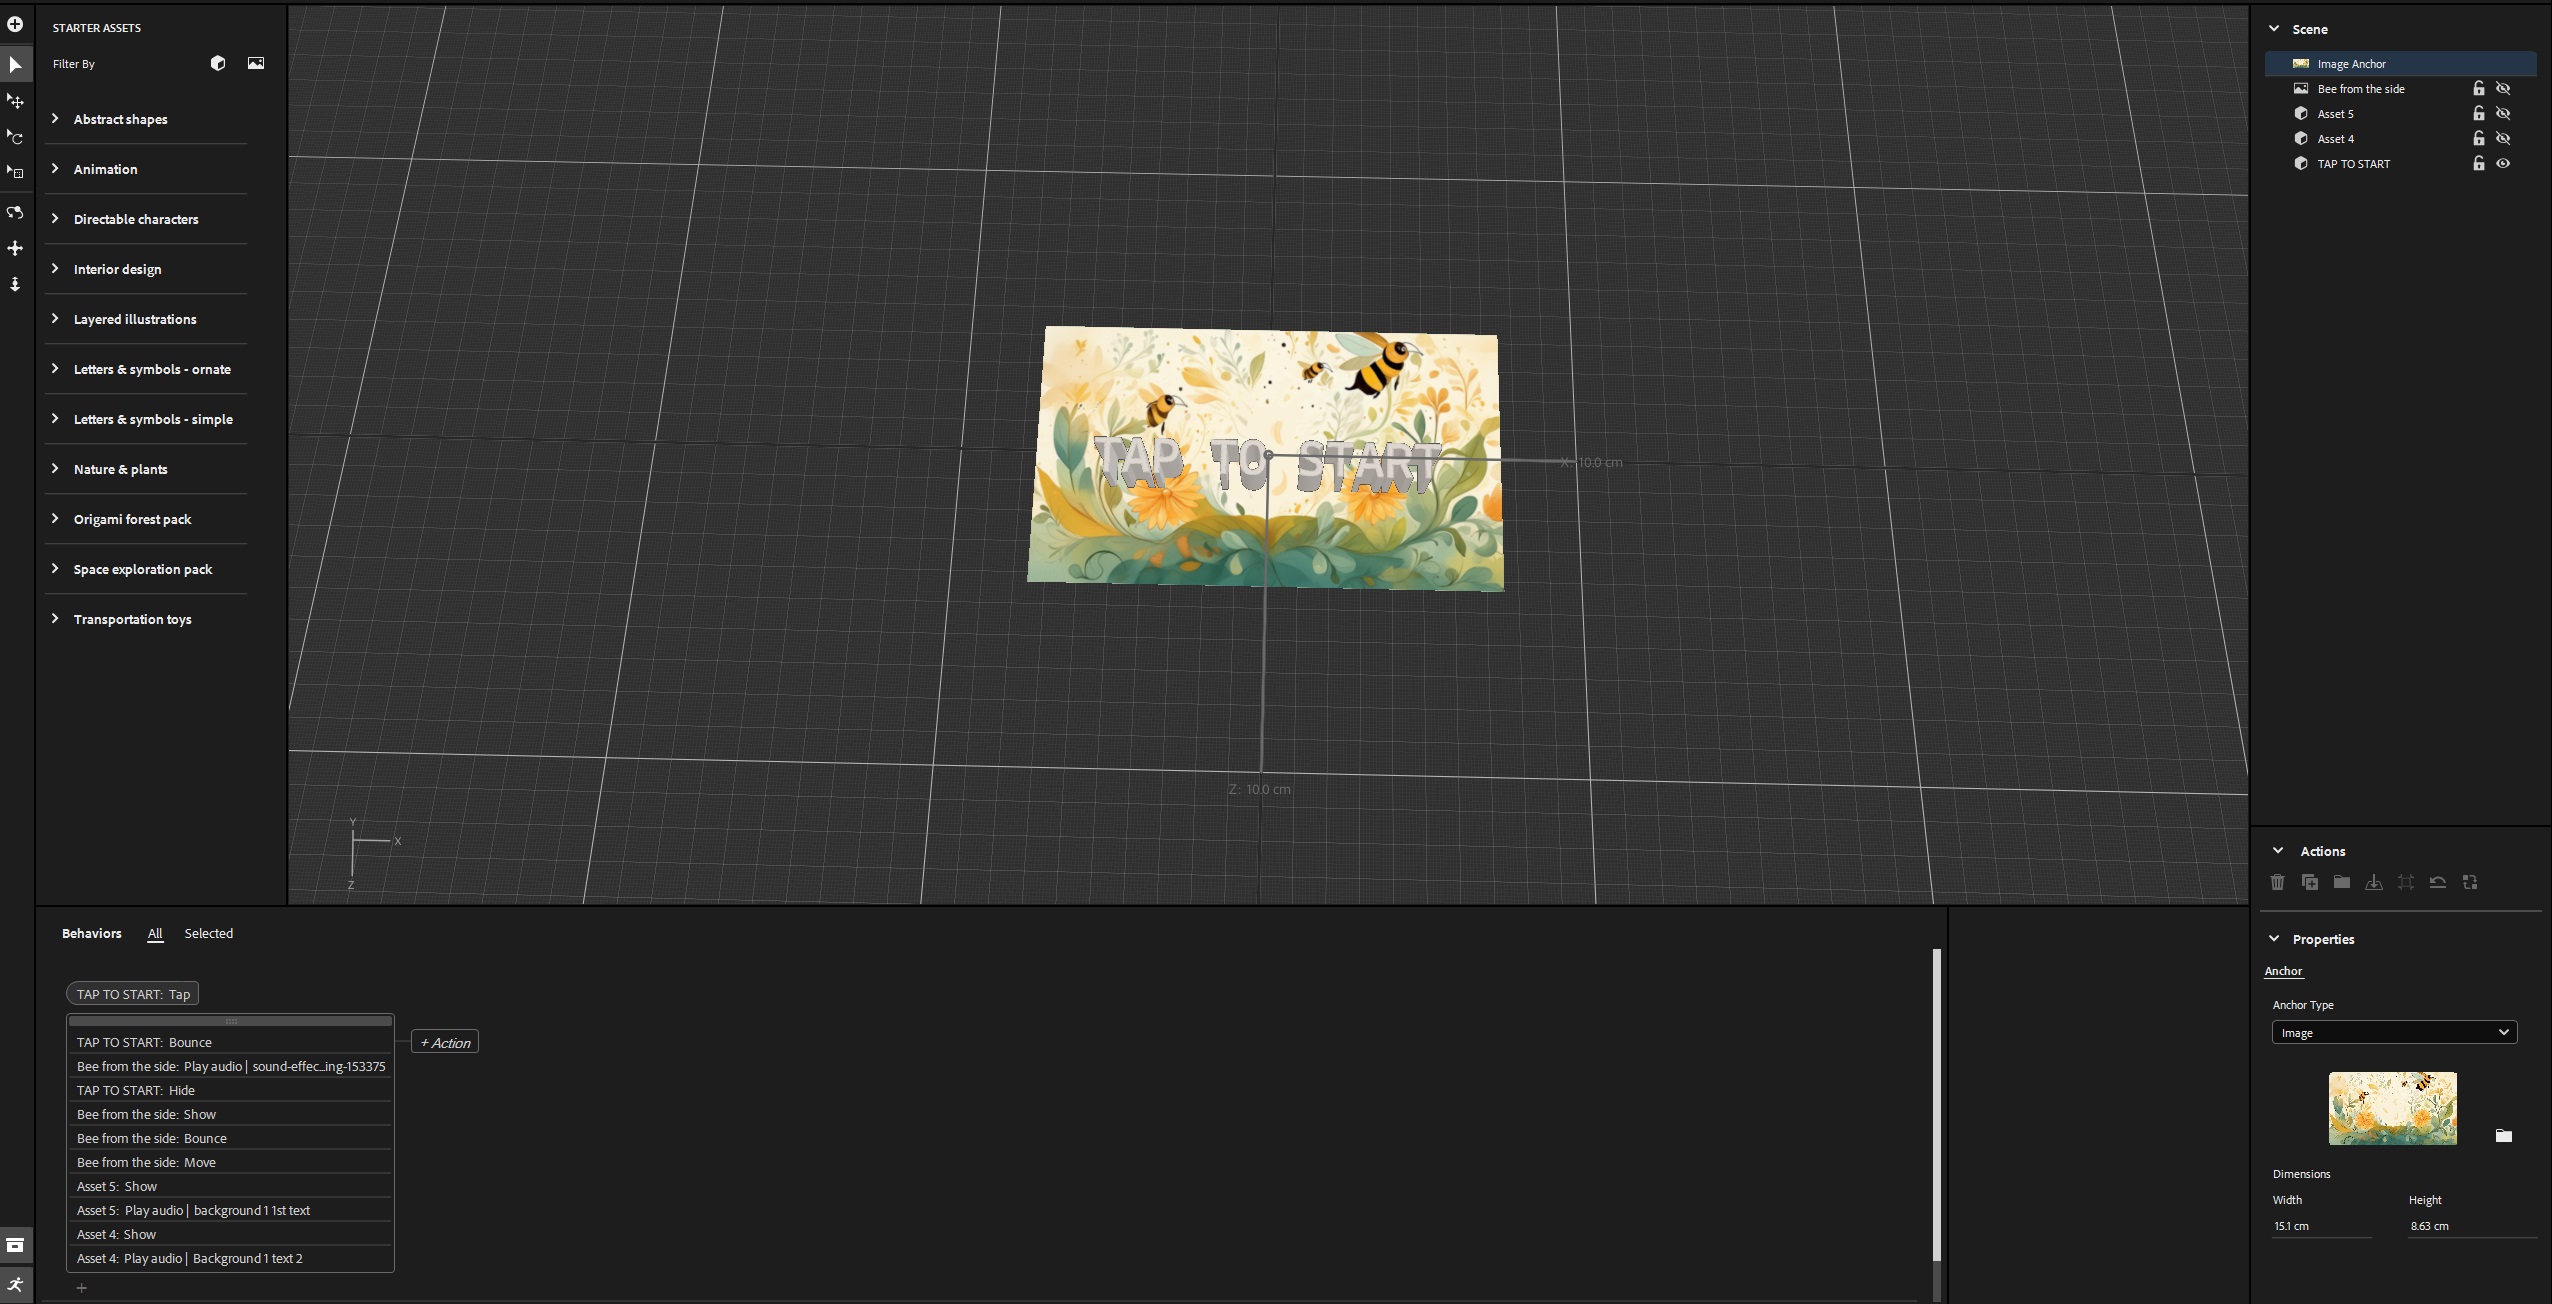 STARTER ASSETS
Filter By
Abstract shapes
Animation
Directable characters
Interior design
Layered illustrations
Letters & symbols - ornate
Letters & symbols - simple
Nature & plants
Origami forest pack
Space exploration pack
Transportation toys
TAP TO START
X: 10.0 cm
Z: 10.0 cm
Y
X
Z
Behaviors All Selected
TAP TO START: Tap
TAP TO START: Bounce
+ Action
Bee from the side: Play audio | sound-effec...ing-153375
TAP TO START: Hide
Bee from the side: Show
Bee from the side: Bounce
Bee from the side: Move
Asset 5: Show
Asset 5: Play audio | background 1 1st text
Asset 4: Show
Asset 4: Play audio | Background 1 text 2
+
Scene
Image Anchor
Bee from the side
Asset 5
Asset 4
TAP TO START
Actions
Properties
Anchor
Anchor Type
Image
Dimensions
Width Height
15.1 cm 8.63 cm